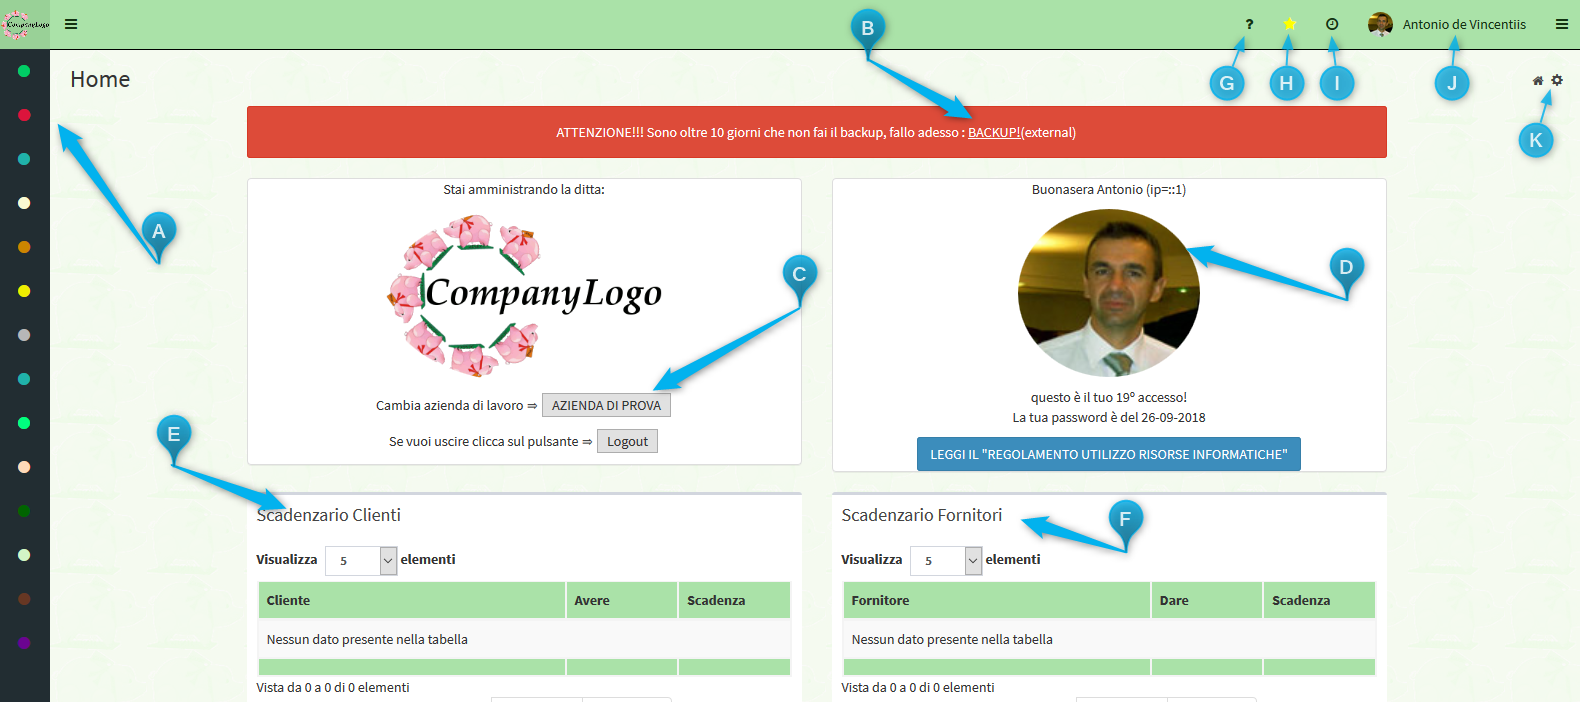 CompanyLogo
Antonio de Vincentiis
B
G
H
I
J
K
Home
ATTENZIONE!!! Sono oltre 10 giorni che non fai il backup, fallo adesso : BACKUP!(external)
Stai amministrando la ditta:
Buonasera Antonio (ip=::1)
A
C
D
CompanyLogo
Cambia azienda di lavoro ⇒ AZIENDA DI PROVA
Se vuoi uscire clicca sul pulsante ⇒ Logout
questo è il tuo 19° accesso!
La tua password è del 26-09-2018
LEGGI IL "REGOLAMENTO UTILIZZO RISORSE INFORMATICHE"
E
F
Scadenzario Clienti
Visualizza 5 elementi
Cliente Avere Scadenza
Nessun dato presente nella tabella
Vista da 0 a 0 di 0 elementi
Scadenzario Fornitori
Visualizza 5 elementi
Fornitore Dare Scadenza
Nessun dato presente nella tabella
Vista da 0 a 0 di 0 elementi